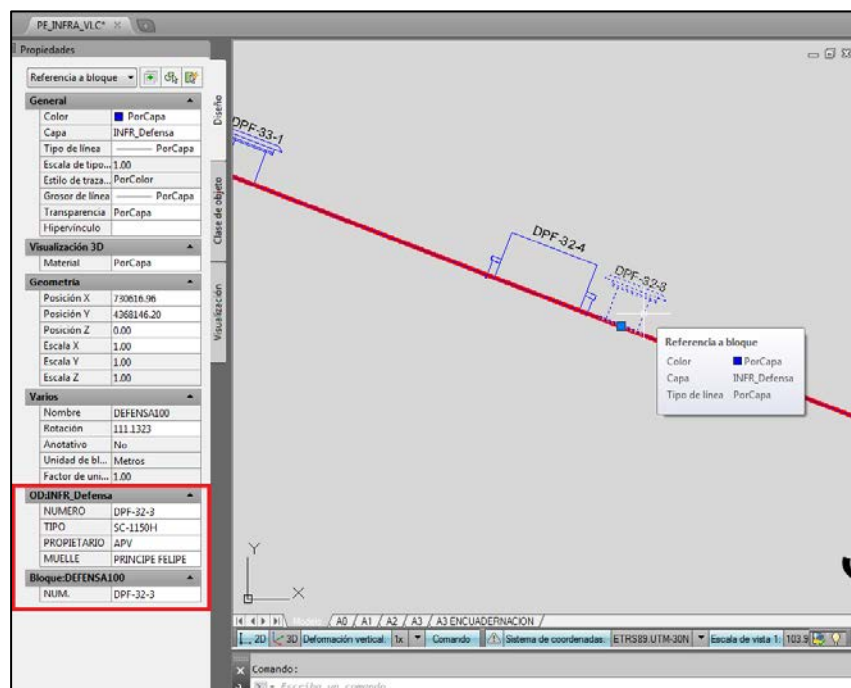 PE_INFRA_VLC*
Propiedades
Referencia a bloque
General
Color PorCapa
Capa INFR_Defensa
Tipo de línea PorCapa
Escala de tipo... 1.00
Estilo de traza... PorColor
Grosor de línea PorCapa
Transparencia PorCapa
Hipervínculo
Visualización 3D
Material PorCapa
Geometría
Posición X 730616.96
Posición Y 4368146.20
Posición Z 0.00
Escala X 1.00
Escala Y 1.00
Escala Z 1.00
Varios
Nombre DEFENSA100
Rotación 111.1323
Anotativo No
Unidad de bl... Metros
Factor de uni... 1.00
OD:INFR_Defensa
NUMERO DPF-32-3
TIPO SC-1150H
PROPIETARIO APV
MUELLE PRINCIPE FELIPE
Bloque:DEFENSA100
NUM. DPF-32-3
Diseño
Clase de objeto
Visualización
DPF-33-1
DPF-32-4
DPF-32-3
Referencia a bloque
Color PorCapa
Capa INFR_Defensa
Tipo de línea PorCapa
Y
X
Modelo / A0 / A1 / A2 / A3 / A3 ENCUADERNACION /
2D 3D Deformación vertical: 1x Comando Sistema de coordenadas: ETRS89.UTM-30N Escala de vista 1: 103.9
Comando:
Escriba un comando